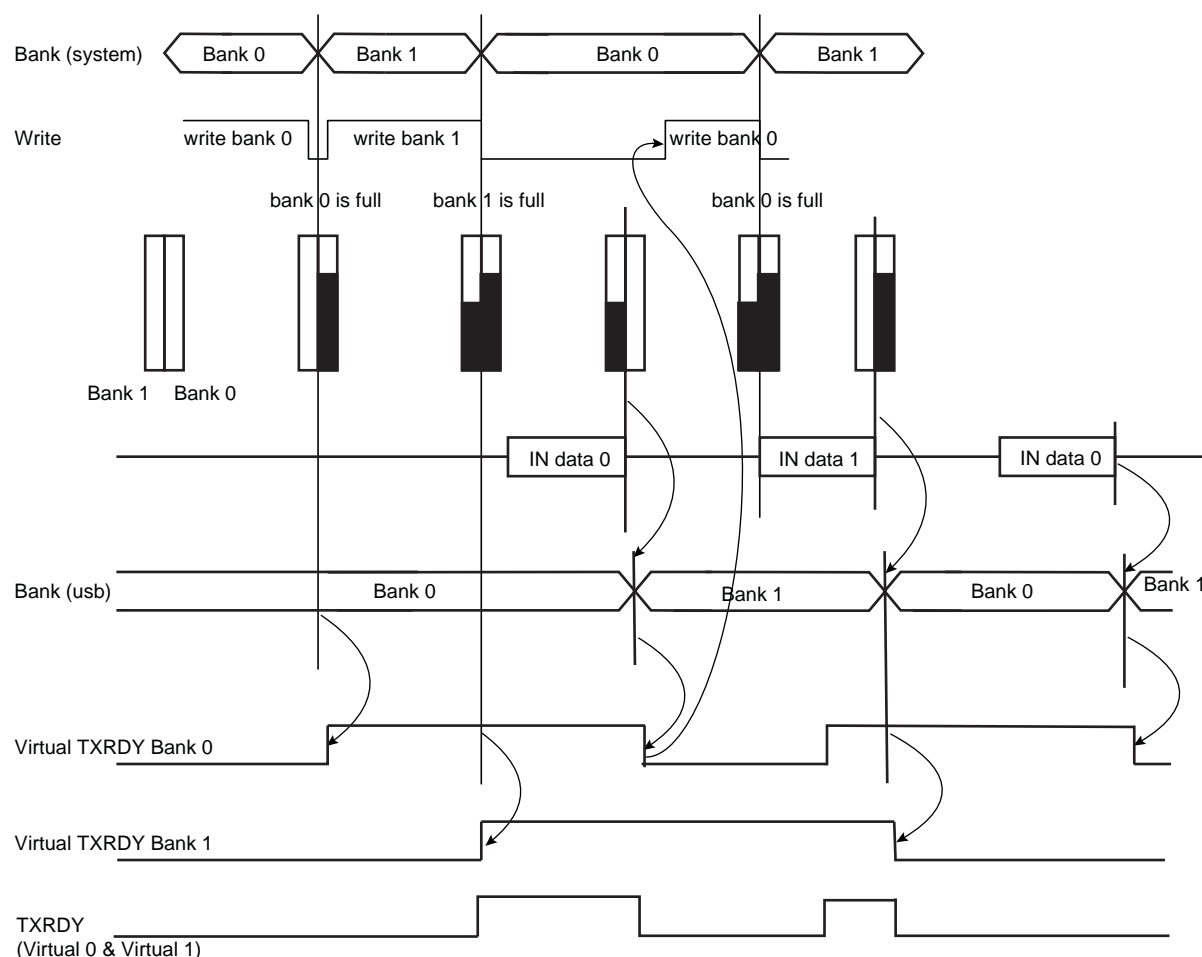 Bank (system)
Bank 0
Bank 1
Bank 0
Bank 1
Write
write bank 0
write bank 1
write bank 0
bank 0 is full
bank 1 is full
bank 0 is full
Bank 1
Bank 0
IN data 0
IN data 1
IN data 0
Bank (usb)
Bank 0
Bank 1
Bank 0
Bank 1
Virtual TXRDY Bank 0
Virtual TXRDY Bank 1
TXRDY
(Virtual 0 & Virtual 1)